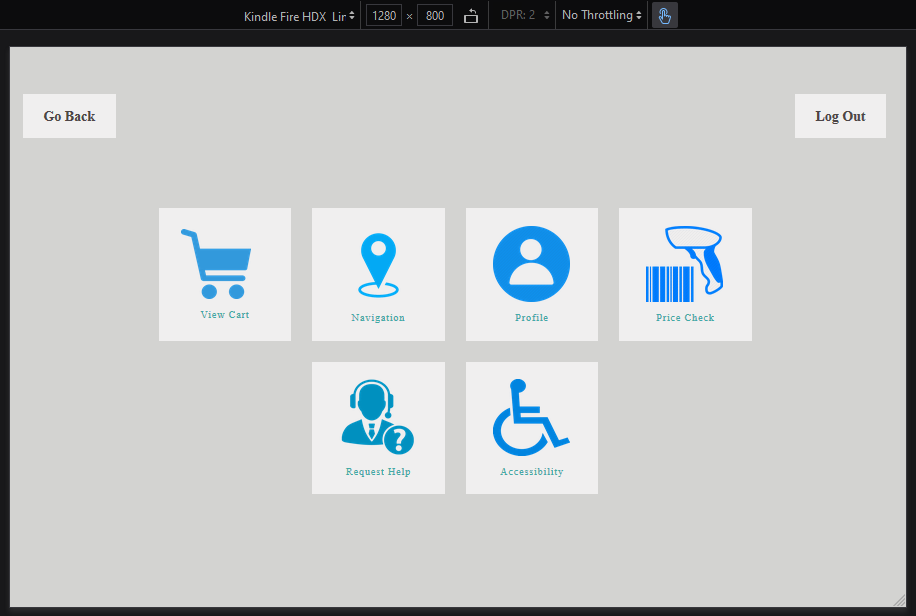 Kindle Fire HDX Lir 1280 × 800 DPR: 2 No Throttling
Go Back
Log Out
View Cart
Navigation
Profile
Price Check
?
Request Help
Accessibility